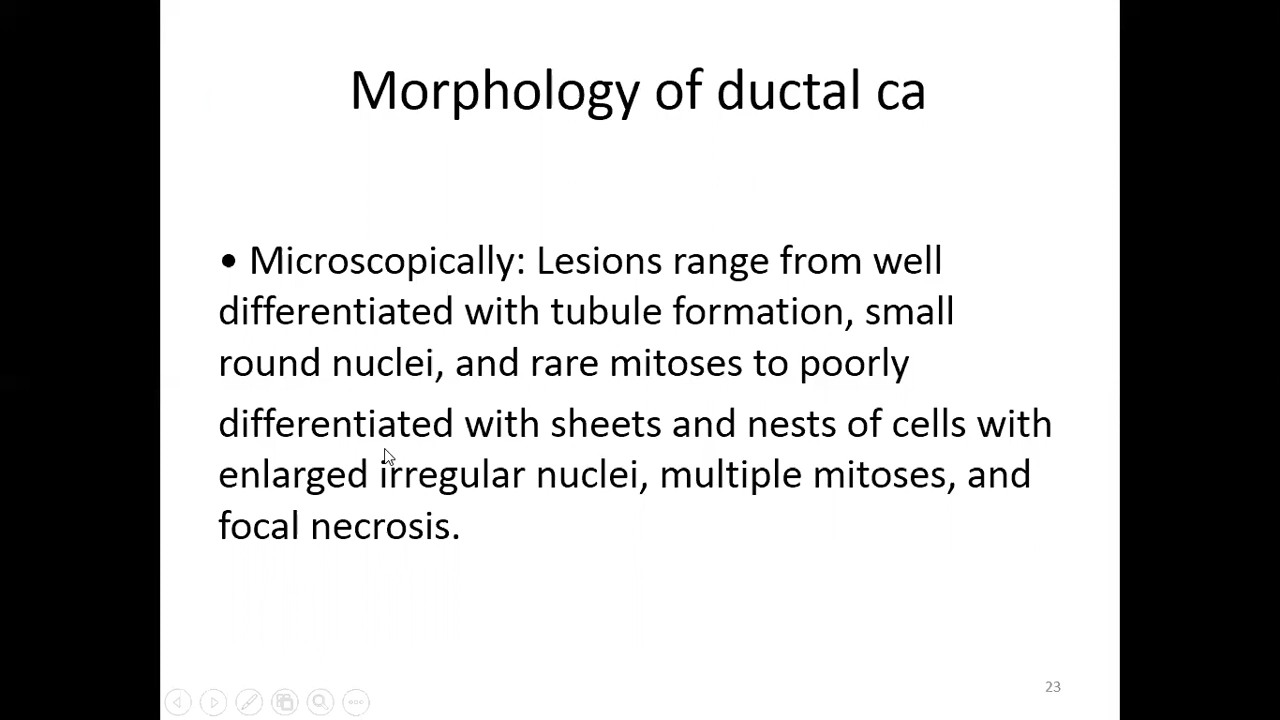 Morphology of ductal ca
• Microscopically: Lesions range from well
differentiated with tubule formation, small
round nuclei, and rare mitoses to poorly
differentiated with sheets and nests of cells with
enlarged irregular nuclei, multiple mitoses, and
focal necrosis.
23